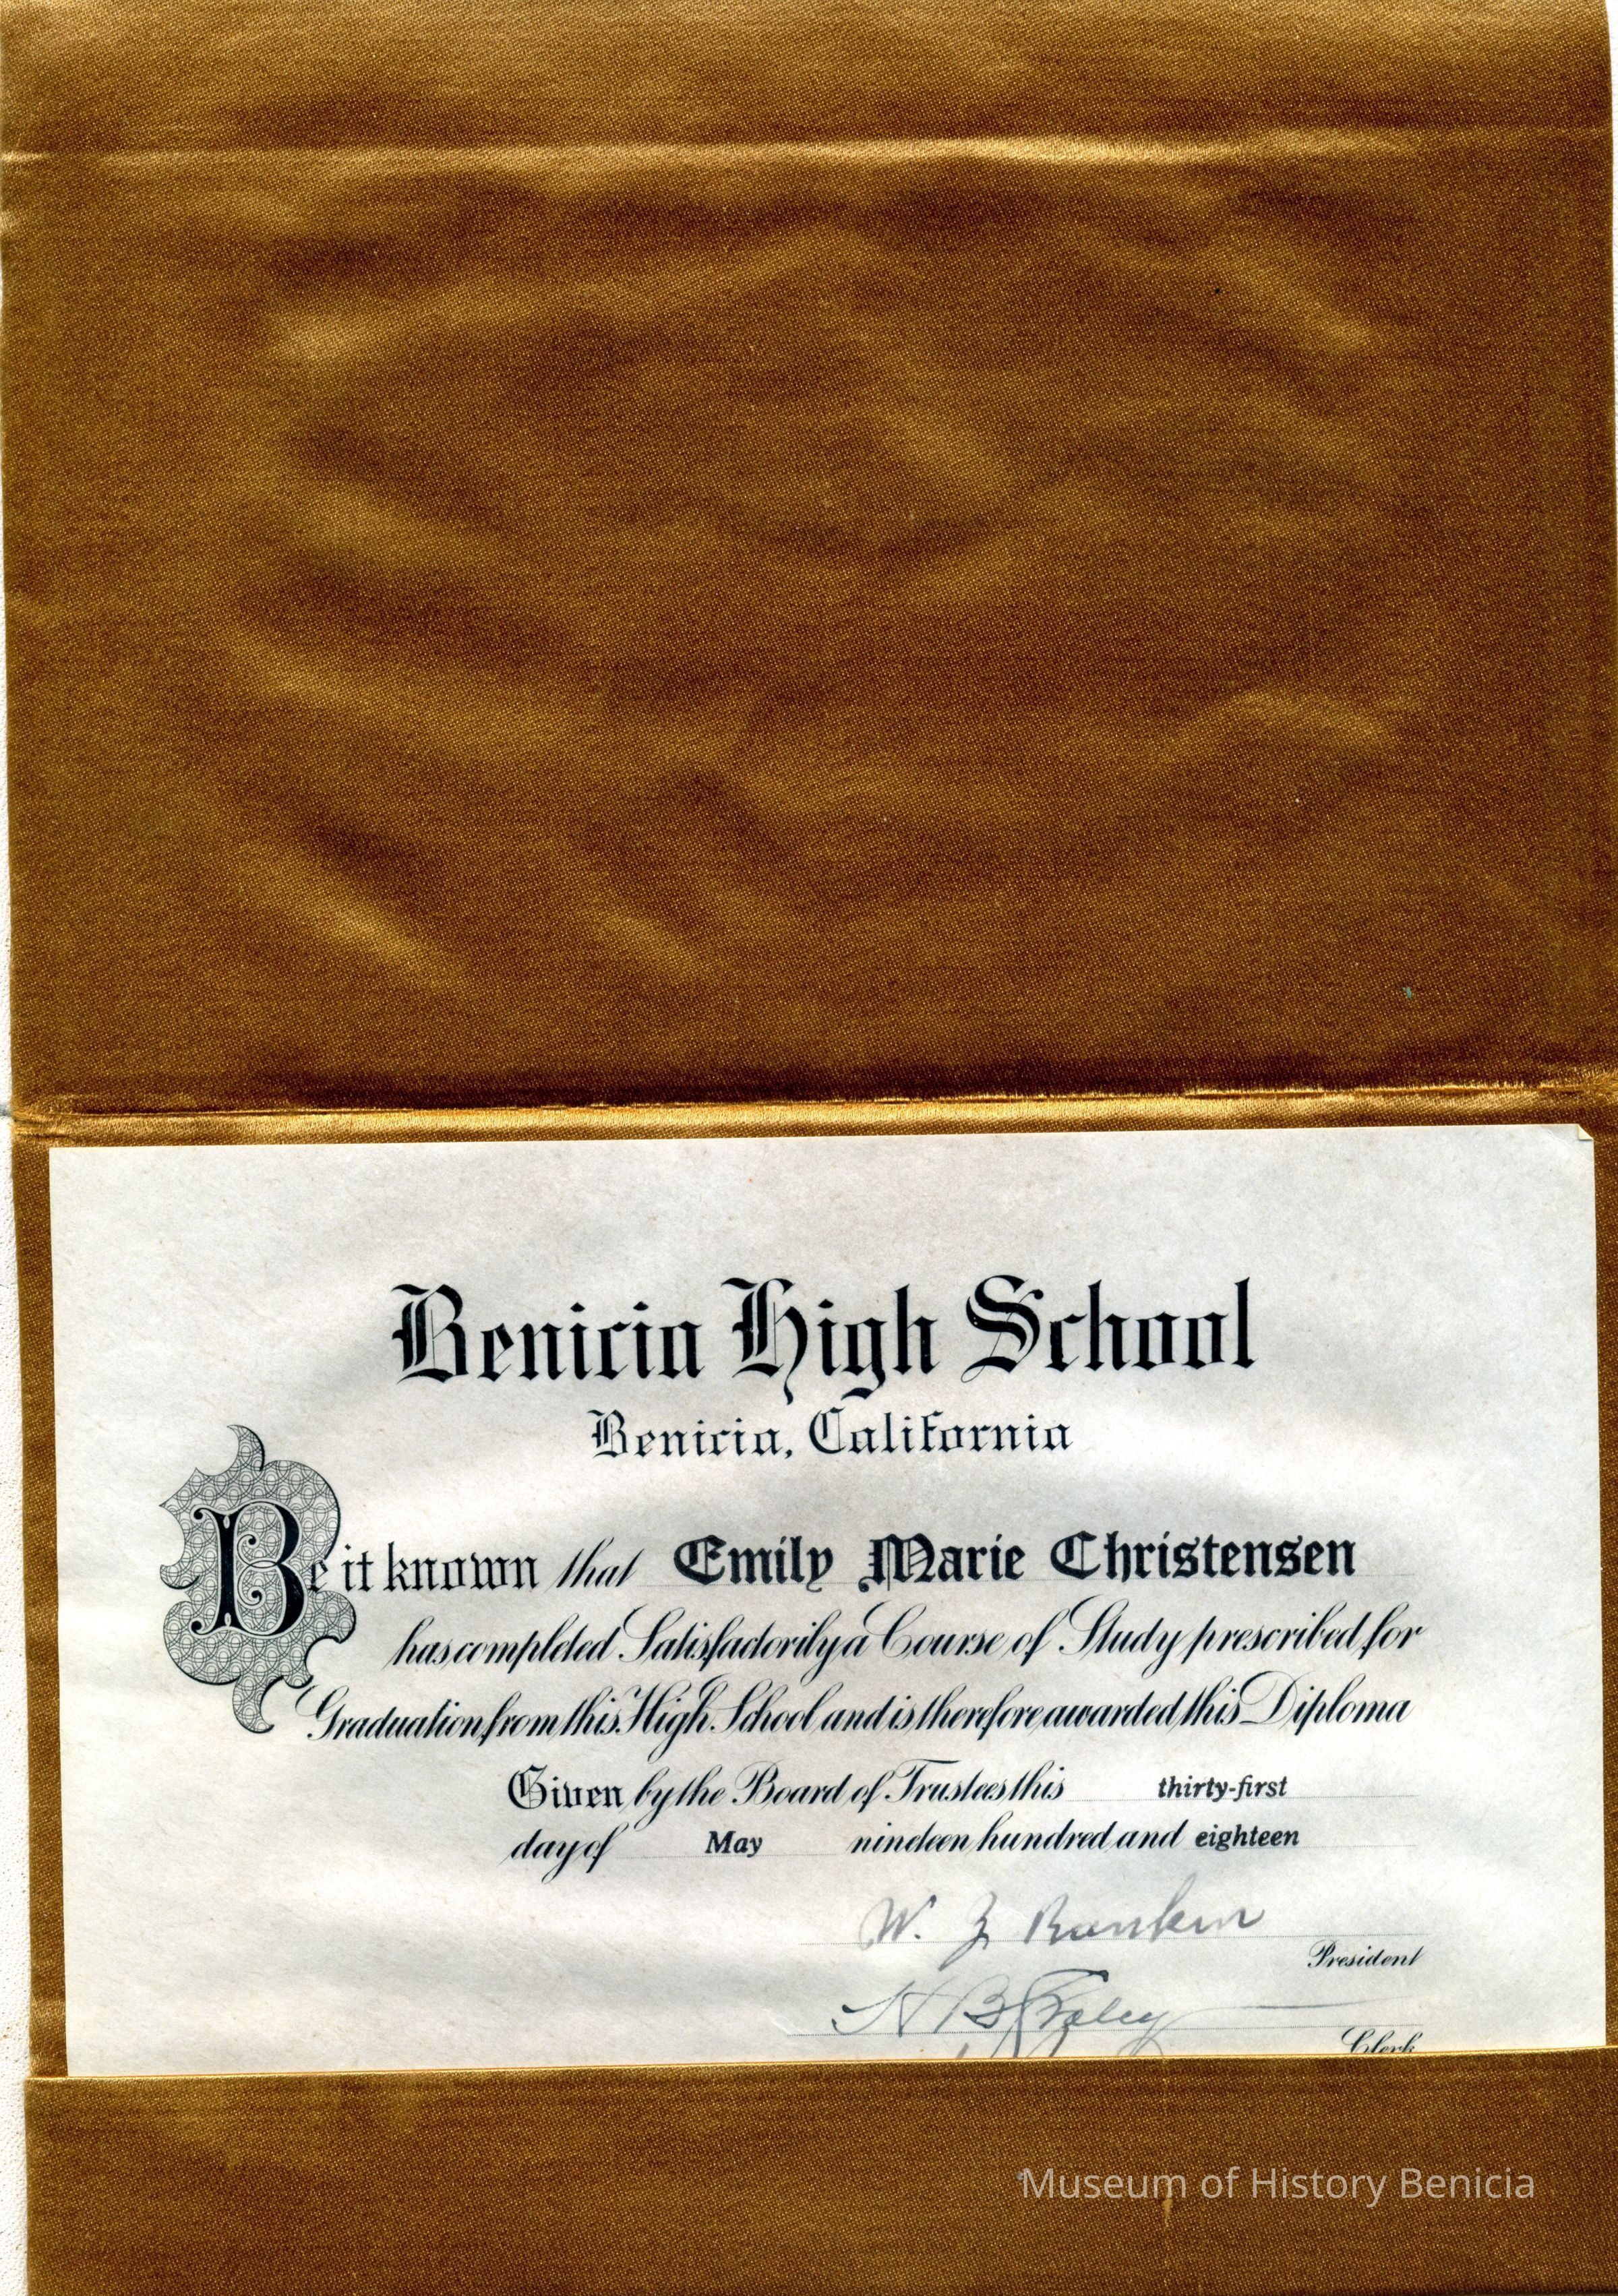 Benicia High School
Benicia, California
Be it known that Emily Marie Christensen
has completed Satisfactorily a Course of Study prescribed for
Graduation from this High School and is therefore awarded this Diploma
Given by the Board of Trustees this thirty-first
day of May nineteen hundred and eighteen
W. Z Rankin
President
Clerk
Museum of History Benicia